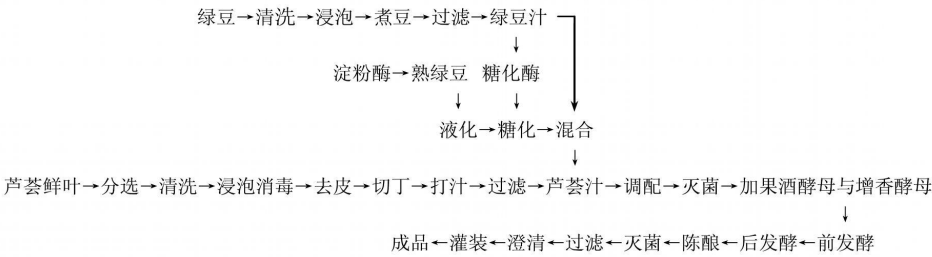 绿豆→清洗→浸泡→煮豆→过滤→绿豆汁
淀粉酶→熟绿豆 糖化酶
液化→糖化→混合
芦荟鲜叶→分选→清洗→浸泡消毒→去皮→切丁→打汁→过滤→芦荟汁→调配→灭菌→加果酒酵母与增香酵母
成品←灌装←澄清←过滤←灭菌←陈酿←后发酵←前发酵